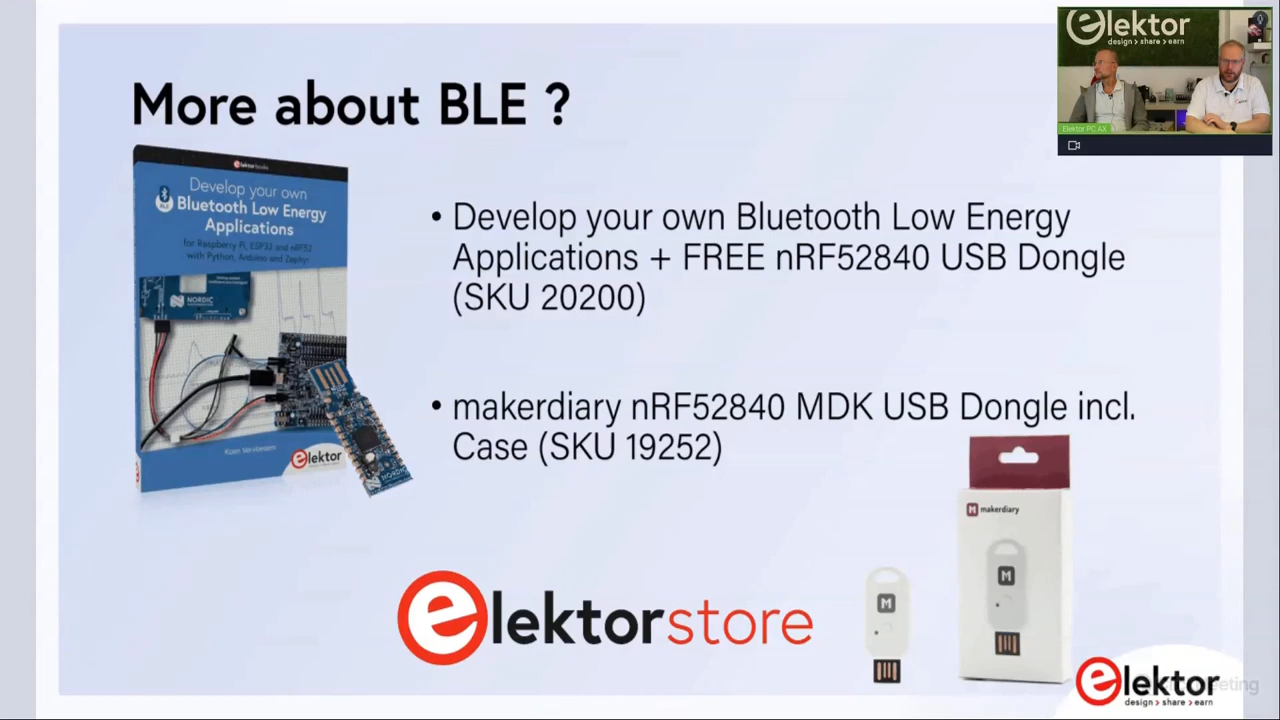 elektor
design > share > earn
Elektor PC AX
More about BLE ?
elektor books
Develop your own
BLE
Bluetooth Low Energy
Applications
for Raspberry Pi, ESP32 and nRF52
with Python, Arduino and Zephyr
NORDIC
Koen Vervloesem
elektor
NORDIC
• Develop your own Bluetooth Low Energy
Applications + FREE nRF52840 USB Dongle
(SKU 20200)
• makerdiary nRF52840 MDK USB Dongle incl.
Case (SKU 19252)
M makerdiary
M
M
elektorstore
elektor
design > share > earn